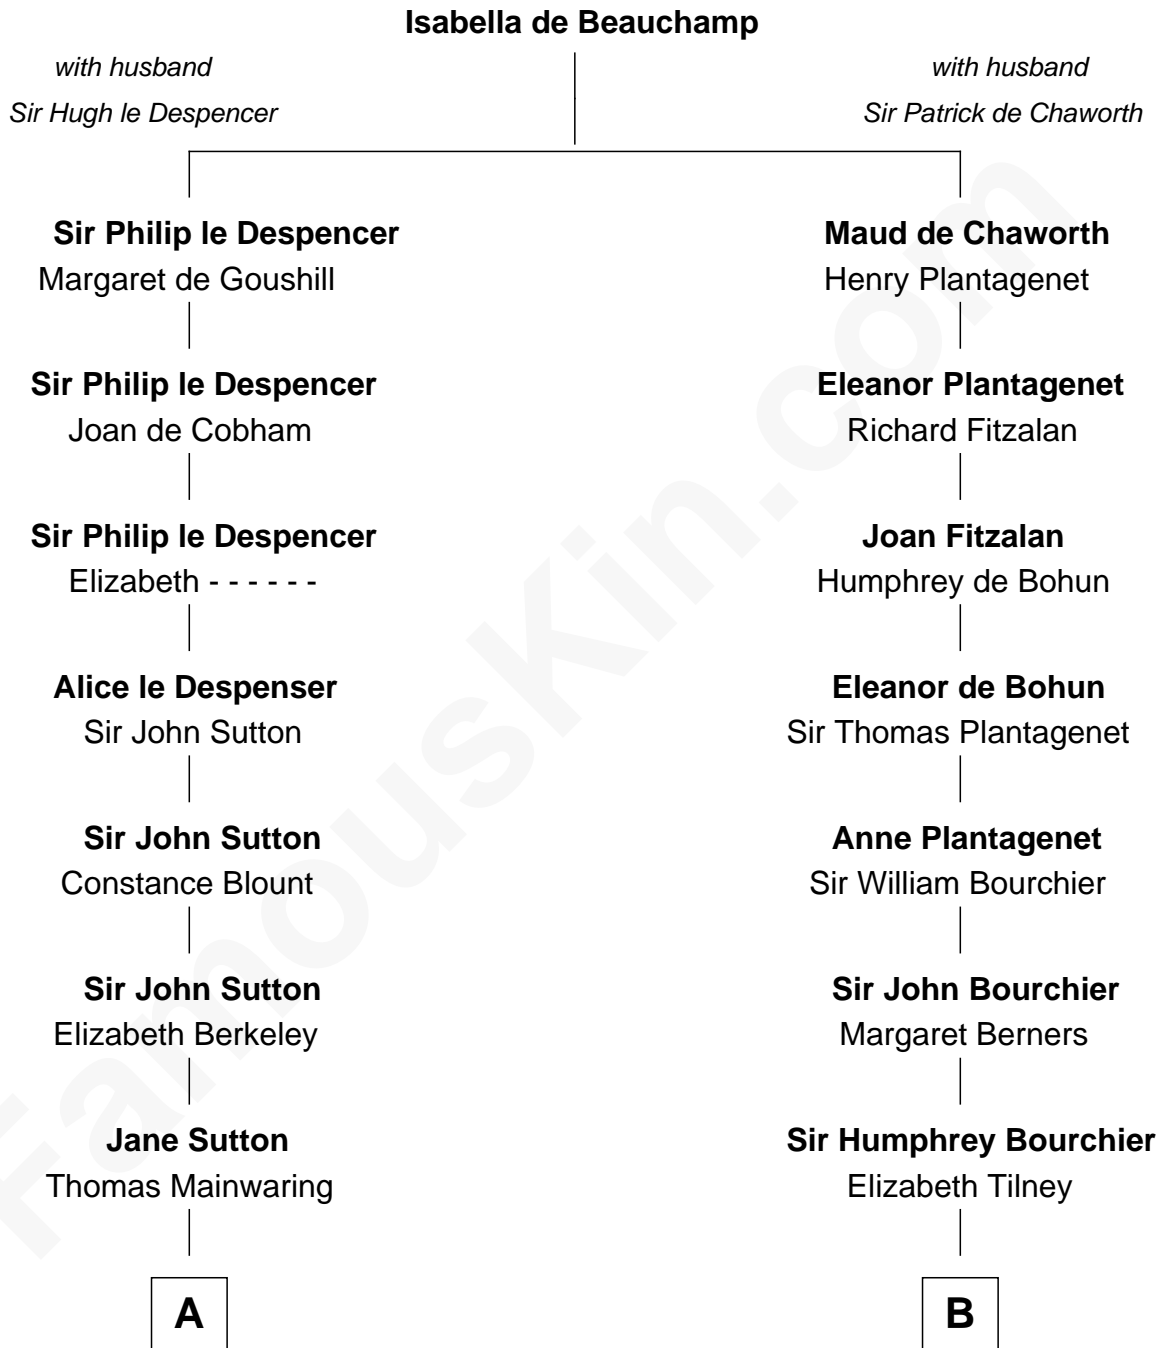 Isabella de Beauchamp
with husband
Sir Hugh le Despencer
with husband
Sir Patrick de Chaworth
Sir Philip le Despencer
Margaret de Goushill
Maud de Chaworth
Henry Plantagenet
Sir Philip le Despencer
Joan de Cobham
Eleanor Plantagenet
Richard Fitzalan
Sir Philip le Despencer
Elizabeth - - - - - -
Joan Fitzalan
Humphrey de Bohun
Alice le Despenser
Sir John Sutton
Eleanor de Bohun
Sir Thomas Plantagenet
Sir John Sutton
Constance Blount
Anne Plantagenet
Sir William Bourchier
Sir John Sutton
Elizabeth Berkeley
Sir John Bourchier
Margaret Berners
Jane Sutton
Thomas Mainwaring
Sir Humphrey Bourchier
Elizabeth Tilney
A
B
FamousKin.com